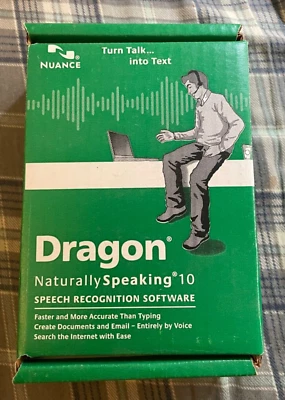 NUANCE
Turn Talk...
into Text
Dragon®
NaturallySpeaking®10
SPEECH RECOGNITION SOFTWARE
Faster and More Accurate Than Typing
Create Documents and Email – Entirely by Voice
Search the Internet with Ease